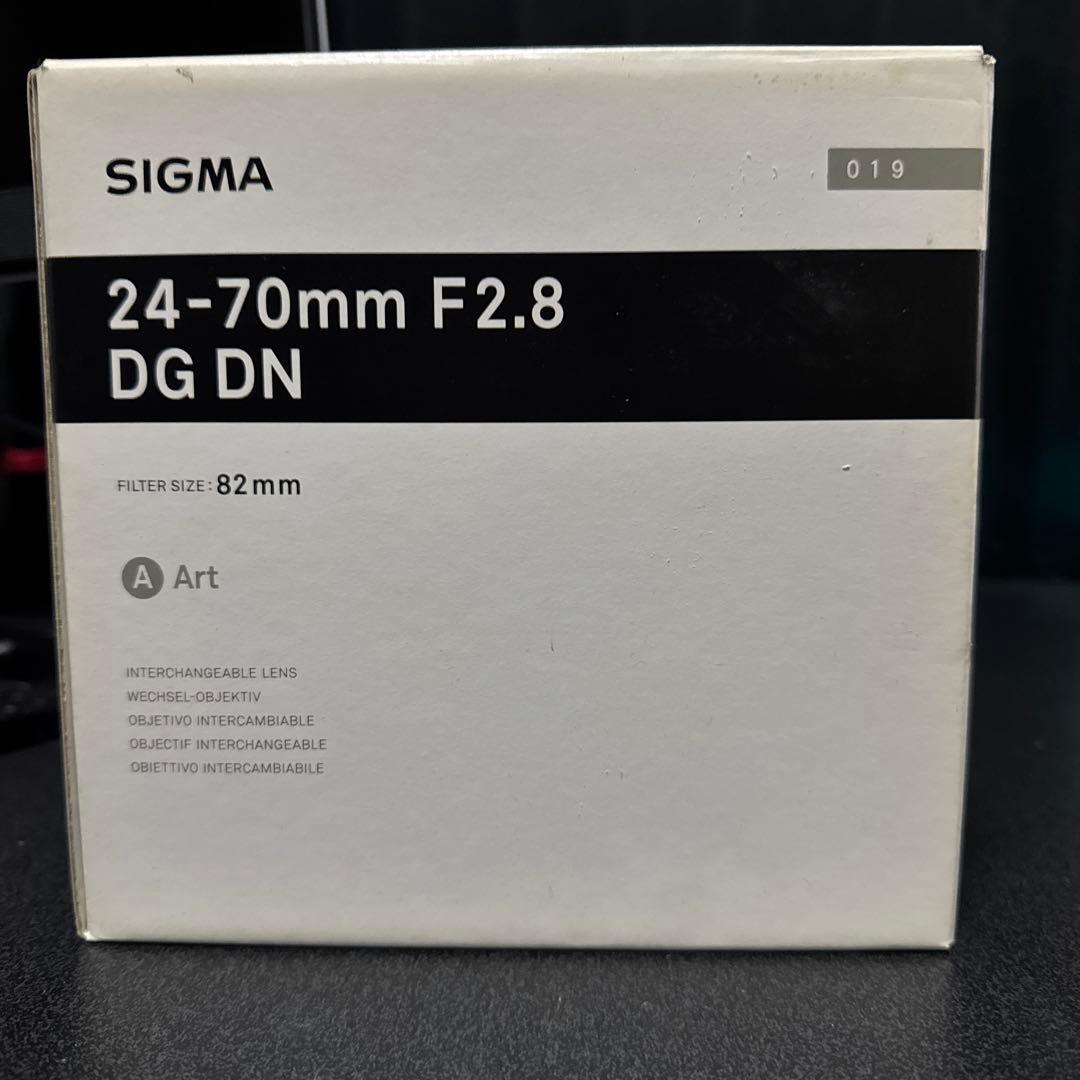 SIGMA
019
24-70mm F2.8
DG DN
FILTER SIZE: 82mm
A Art
INTERCHANGEABLE LENS
WECHSEL-OBJEKTIV
OBJETIVO INTERCAMBIABLE
OBJECTIF INTERCHANGEABLE
OBIETTIVO INTERCAMBIABILE